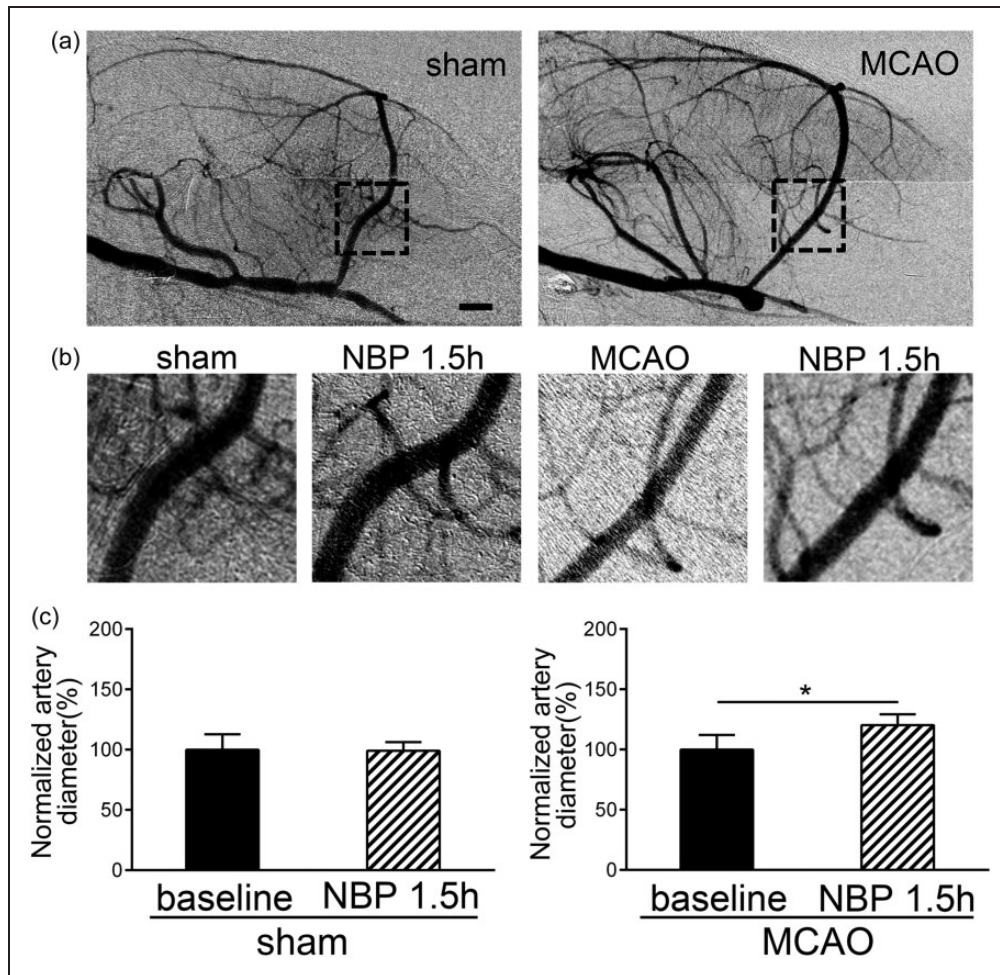 (a)
sham
MCAO
(b)
sham
NBP 1.5h
MCAO
NBP 1.5h
(c)
Normalized artery
diameter(%)
200
150
100
50
0
baseline
NBP 1.5h
sham
Normalized artery
diameter(%)
200
150
100
50
0
*
baseline
NBP 1.5h
MCAO